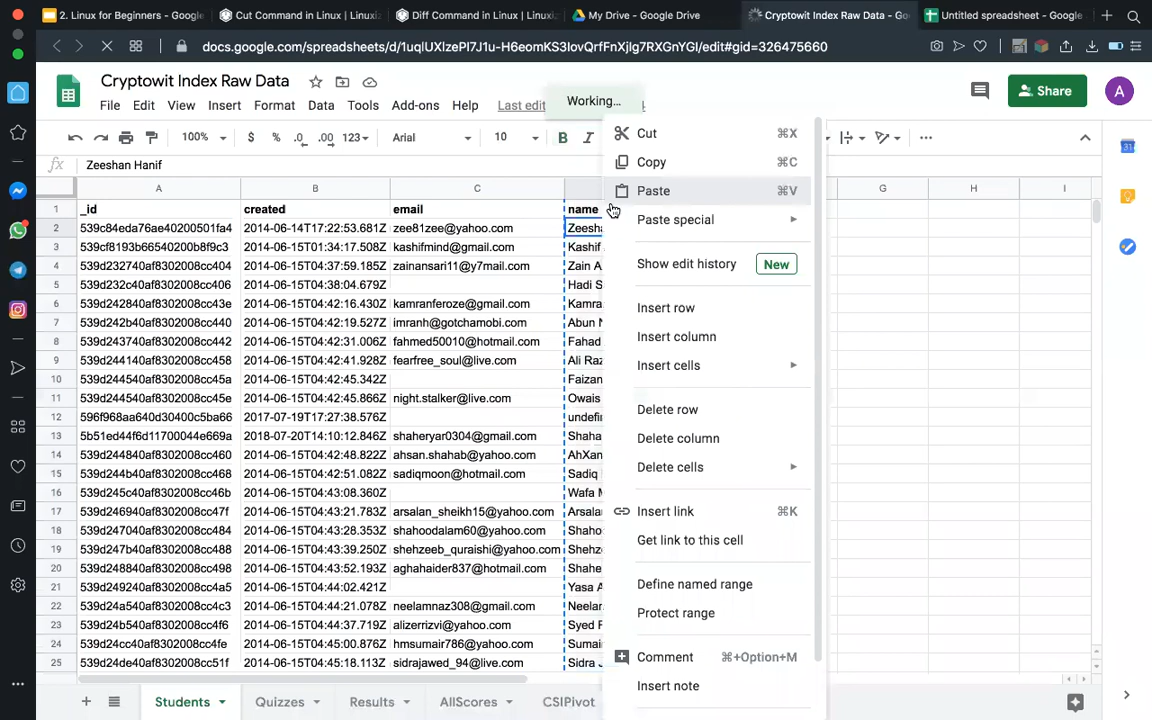 2. Linux for Beginners - Google
Cut Command in Linux | Linuxi
Diff Command in Linux | Linux
My Drive - Google Drive
Cryptowit Index Raw Data - Go
Untitled spreadsheet - Google
docs.google.com/spreadsheets/d/
Cryptowit Index Raw Data
File Edit View Insert Format Data Tools Add-ons Help Last edit
Working…
Share
A
100% $ % .0 .00 123 Arial 10 B I
fx Zeeshan Hanif
A B C G H I
1 _id created email name
2 539c84eda76ae40200501fa4 2014-06-14T17:22:53.681Z zee81zee@yahoo.com Zeesha
3 539cf8193b66540200b8f9c3 2014-06-15T01:34:17.508Z kashifmind@gmail.com Kashif
4 539d232740af8302008cc404 2014-06-15T04:37:59.185Z zainansari11@y7mail.com Zain A
5 539d232c40af8302008cc406 2014-06-15T04:38:04.679Z Hadi S
6 539d242840af8302008cc43e 2014-06-15T04:42:16.430Z kamranferoze@gmail.com Kamra
7 539d242b40af8302008cc440 2014-06-15T04:42:19.527Z imranh@gotchamobi.com Abun N
8 539d243740af8302008cc442 2014-06-15T04:42:31.006Z fahmed50010@hotmail.com Fahad
9 539d244140af8302008cc458 2014-06-15T04:42:41.928Z fearfree_soul@live.com Ali Raz
10 539d244540af8302008cc45a 2014-06-15T04:42:45.342Z Faizan
11 539d244540af8302008cc45e 2014-06-15T04:42:45.866Z night.stalker@live.com Owais
12 596f968aa640d30400c5ba66 2017-07-19T17:27:38.576Z undefi
13 5b51ed44f6d11700044e669a 2018-07-20T14:10:12.846Z shaheryar0304@gmail.com Shaha
14 539d244840af8302008cc460 2014-06-15T04:42:48.822Z ahsan.shahab@yahoo.com AhXan
15 539d244b40af8302008cc468 2014-06-15T04:42:51.082Z sadiqmoon@hotmail.com Sadiq
16 539d245c40af8302008cc46b 2014-06-15T04:43:08.360Z Wafa M
17 539d246940af8302008cc47f 2014-06-15T04:43:21.783Z arsalan_sheikh15@yahoo.com Arsala
18 539d247040af8302008cc484 2014-06-15T04:43:28.353Z shahoodalam60@yahoo.com Shaho
19 539d247b40af8302008cc488 2014-06-15T04:43:39.250Z shehzeeb_quraishi@yahoo.com Shehz
20 539d248840af8302008cc498 2014-06-15T04:43:52.193Z aghahaider837@hotmail.com Shahe
21 539d249240af8302008cc4a5 2014-06-15T04:44:02.421Z Yasa A
22 539d24a540af8302008cc4c3 2014-06-15T04:44:21.078Z neelamnaz308@gmail.com Neelar
23 539d24b540af8302008cc4f6 2014-06-15T04:44:37.719Z alizerrizvi@yahoo.com Syed F
24 539d24cc40af8302008cc4fe 2014-06-15T04:45:00.876Z hmsumair786@yahoo.com Sumai
25 539d24de40af8302008cc51f 2014-06-15T04:45:18.113Z sidrajawed_94@live.com Sidra J
Cut ⌘X
Copy ⌘C
Paste ⌘V
Paste special
Show edit history New
Insert row
Insert column
Insert cells
Delete row
Delete column
Delete cells
Insert link ⌘K
Get link to this cell
Define named range
Protect range
Comment ⌘+Option+M
Insert note
Students Quizzes Results AllScores CSIPivot